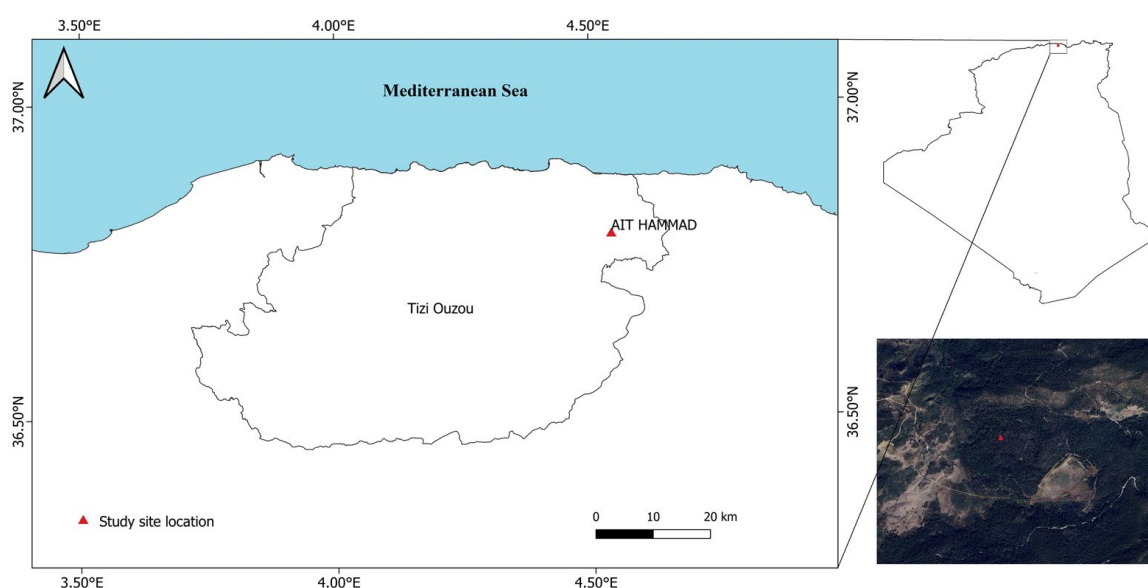 3.50°E 4.00°E 4.50°E
37.00°N
Mediterranean Sea
37.00°N
AIT HAMMAD
Tizi Ouzou
36.50°N
36.50°N
Study site location
0 10 20 km
3.50°E 4.00°E 4.50°E